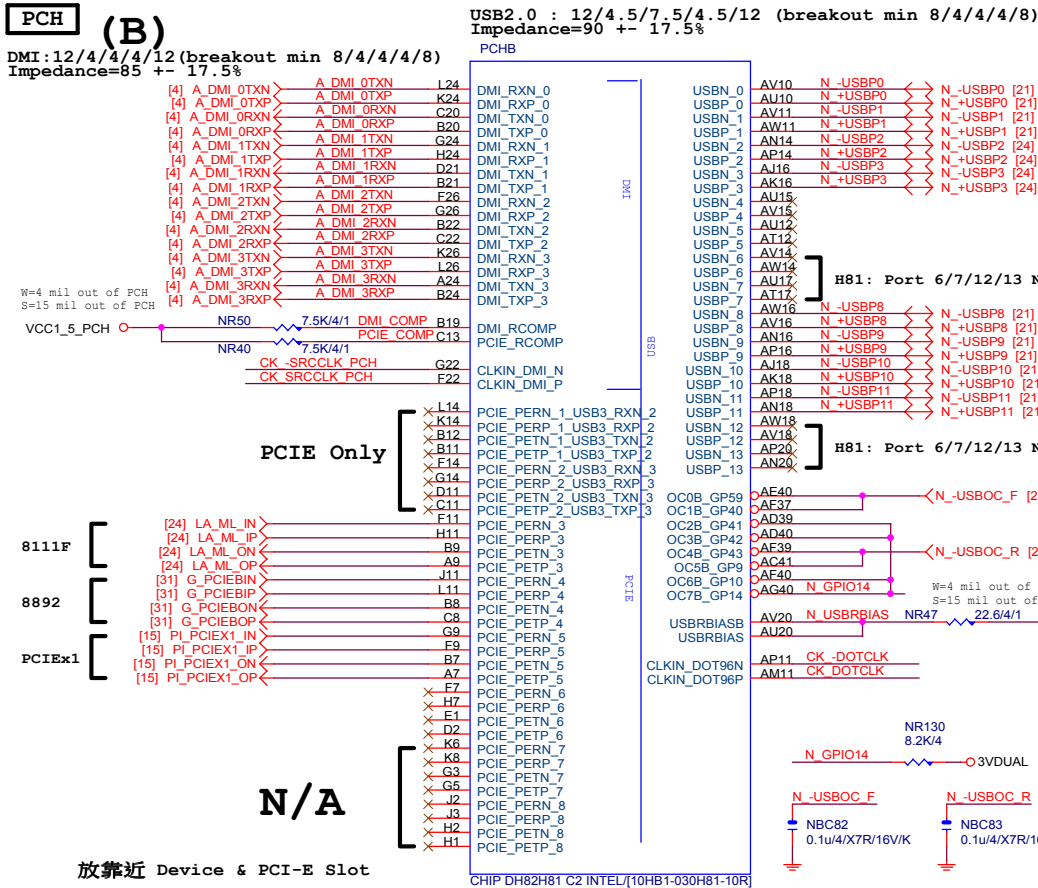 PCH
(B)
DMI:12/4/4/4/12(breakout min 8/4/4/4/8)
Impedance=85 +- 17.5%
USB2.0 : 12/4.5/7.5/4.5/12 (breakout min 8/4/4/4/8)
Impedance=90 +- 17.5%
PCHB
[4] A_DMI_0TXN A_DMI_0TXN L24 DMI_RXN_0
[4] A_DMI_0TXP A_DMI_0TXP K24 DMI_RXP_0
[4] A_DMI_0RXN A_DMI_0RXN C20 DMI_TXN_0
[4] A_DMI_0RXP A_DMI_0RXP B20 DMI_TXP_0
[4] A_DMI_1TXN A_DMI_1TXN G24 DMI_RXN_1
[4] A_DMI_1TXP A_DMI_1TXP H24 DMI_RXP_1
[4] A_DMI_1RXN A_DMI_1RXN D21 DMI_TXN_1
[4] A_DMI_1RXP A_DMI_1RXP B21 DMI_TXP_1
[4] A_DMI_2TXN A_DMI_2TXN F26 DMI_RXN_2
[4] A_DMI_2TXP A_DMI_2TXP G26 DMI_RXP_2
[4] A_DMI_2RXN A_DMI_2RXN B22 DMI_TXN_2
[4] A_DMI_2RXP A_DMI_2RXP C22 DMI_TXP_2
[4] A_DMI_3TXN A_DMI_3TXN K26 DMI_RXN_3
[4] A_DMI_3TXP A_DMI_3TXP L26 DMI_RXP_3
[4] A_DMI_3RXN A_DMI_3RXN A24 DMI_TXN_3
[4] A_DMI_3RXP A_DMI_3RXP B24 DMI_TXP_3
W=4 mil out of PCH
S=15 mil out of PCH
VCC1_5_PCH NR50 7.5K/4/1 DMI_COMP B19 DMI_RCOMP
NR40 7.5K/4/1 PCIE_COMP C13 PCIE_RCOMP
CK_-SRCCLK_PCH G22 CLKIN_DMI_N
CK_SRCCLK_PCH F22 CLKIN_DMI_P
PCIE Only
L14 PCIE_PERN_1_USB3_RXN_2
K14 PCIE_PERP_1_USB3_RXP_2
B12 PCIE_PETN_1_USB3_TXN_2
B11 PCIE_PETP_1_USB3_TXP_2
F14 PCIE_PERN_2_USB3_RXN_3
G14 PCIE_PERP_2_USB3_RXP_3
D11 PCIE_PETN_2_USB3_TXN_3
C11 PCIE_PETP_2_USB3_TXP_3
8111F
[24] LA_ML_IN F11 PCIE_PERN_3
[24] LA_ML_IP H11 PCIE_PERP_3
[24] LA_ML_ON B9 PCIE_PETN_3
[24] LA_ML_OP A9 PCIE_PETP_3
8892
[31] G_PCIEBIN J11 PCIE_PERN_4
[31] G_PCIEBIP L11 PCIE_PERP_4
[31] G_PCIEBON B8 PCIE_PETN_4
[31] G_PCIEBOP C8 PCIE_PETP_4
PCIEx1
[15] PI_PCIEX1_IN G9 PCIE_PERN_5
[15] PI_PCIEX1_IP F9 PCIE_PERP_5
[15] PI_PCIEX1_ON B7 PCIE_PETN_5
[15] PI_PCIEX1_OP A7 PCIE_PETP_5
F7 PCIE_PERN_6
H7 PCIE_PERP_6
E1 PCIE_PETN_6
D2 PCIE_PETP_6
N/A
K6 PCIE_PERN_7
K8 PCIE_PERP_7
G3 PCIE_PETN_7
G5 PCIE_PETP_7
J2 PCIE_PERN_8
J3 PCIE_PERP_8
H2 PCIE_PETN_8
H1 PCIE_PETP_8
放靠近 Device & PCI-E Slot
DMI
USB
PCIE
USBN_0 AV10 N_-USBP0 N_-USBP0 [21]
USBP_0 AU10 N_+USBP0 N_+USBP0 [21]
USBN_1 AV11 N_-USBP1 N_-USBP1 [21]
USBP_1 AW11 N_+USBP1 N_+USBP1 [21]
USBN_2 AN14 N_-USBP2 N_-USBP2 [24]
USBP_2 AP14 N_+USBP2 N_+USBP2 [24]
USBN_3 AJ16 N_-USBP3 N_-USBP3 [24]
USBP_3 AK16 N_+USBP3 N_+USBP3 [24]
USBN_4 AU15
USBP_4 AV15
USBN_5 AU12
USBP_5 AT12
USBN_6 AV14
USBP_6 AW14
USBN_7 AU17
USBP_7 AT17
H81: Port 6/7/12/13 N
USBN_8 AW16 N_-USBP8 N_-USBP8 [21]
USBP_8 AV16 N_+USBP8 N_+USBP8 [21]
USBN_9 AN16 N_-USBP9 N_-USBP9 [21]
USBP_9 AP16 N_+USBP9 N_+USBP9 [21]
USBN_10 AJ18 N_-USBP10 N_-USBP10 [21
USBP_10 AK18 N_+USBP10 N_+USBP10 [21
USBN_11 AP18 N_-USBP11 N_-USBP11 [21
USBP_11 AN18 N_+USBP11 N_+USBP11 [21
USBN_12 AW18
USBP_12 AV18
USBN_13 AP20
USBP_13 AN20
H81: Port 6/7/12/13 N
OC0B_GP59 AE40 N_-USBOC_F [2
OC1B_GP40 AF37
OC2B_GP41 AD39
OC3B_GP42 AD40
OC4B_GP43 AF39 N_-USBOC_R [2
OC5B_GP9 AC41
OC6B_GP10 AF40
OC7B_GP14 AG40 N_GPIO14
W=4 mil out of
S=15 mil out of
USBRBIASB AV20 N_USBRBIAS NR47 22.6/4/1
USBRBIAS AU20
CLKIN_DOT96N AP11 CK_-DOTCLK
CLKIN_DOT96P AM11 CK_DOTCLK
NR130
8.2K/4
N_GPIO14 3VDUAL
N_-USBOC_F N_-USBOC_R
NBC82 NBC83
0.1u/4/X7R/16V/K 0.1u/4/X7R/1
CHIP DH82H81 C2 INTEL/[10HB1-030H81-10R]